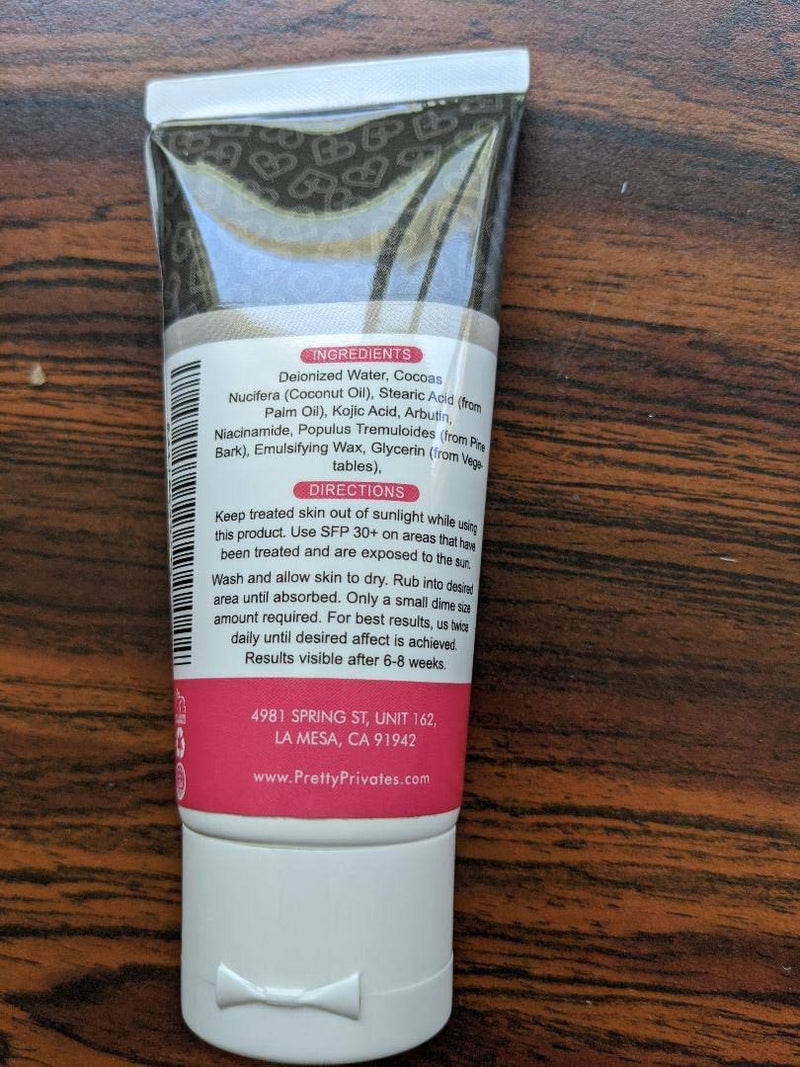 INGREDIENTS
Deionized Water, Cocoas
Nucifera (Coconut Oil), Stearic Acid (from
Palm Oil), Kojic Acid, Arbutin,
Niacinamide, Populus Tremuloides (from Pine
Bark), Emulsifying Wax, Glycerin (from Vege-
tables),
DIRECTIONS
Keep treated skin out of sunlight while using
this product. Use SFP 30+ on areas that have
been treated and are exposed to the sun.
Wash and allow skin to dry. Rub into desired
area until absorbed. Only a small dime size
amount required. For best results, us twice
daily until desired affect is achieved.
Results visible after 6-8 weeks.
4981 SPRING ST, UNIT 162,
LA MESA, CA 91942
www.PrettyPrivates.com